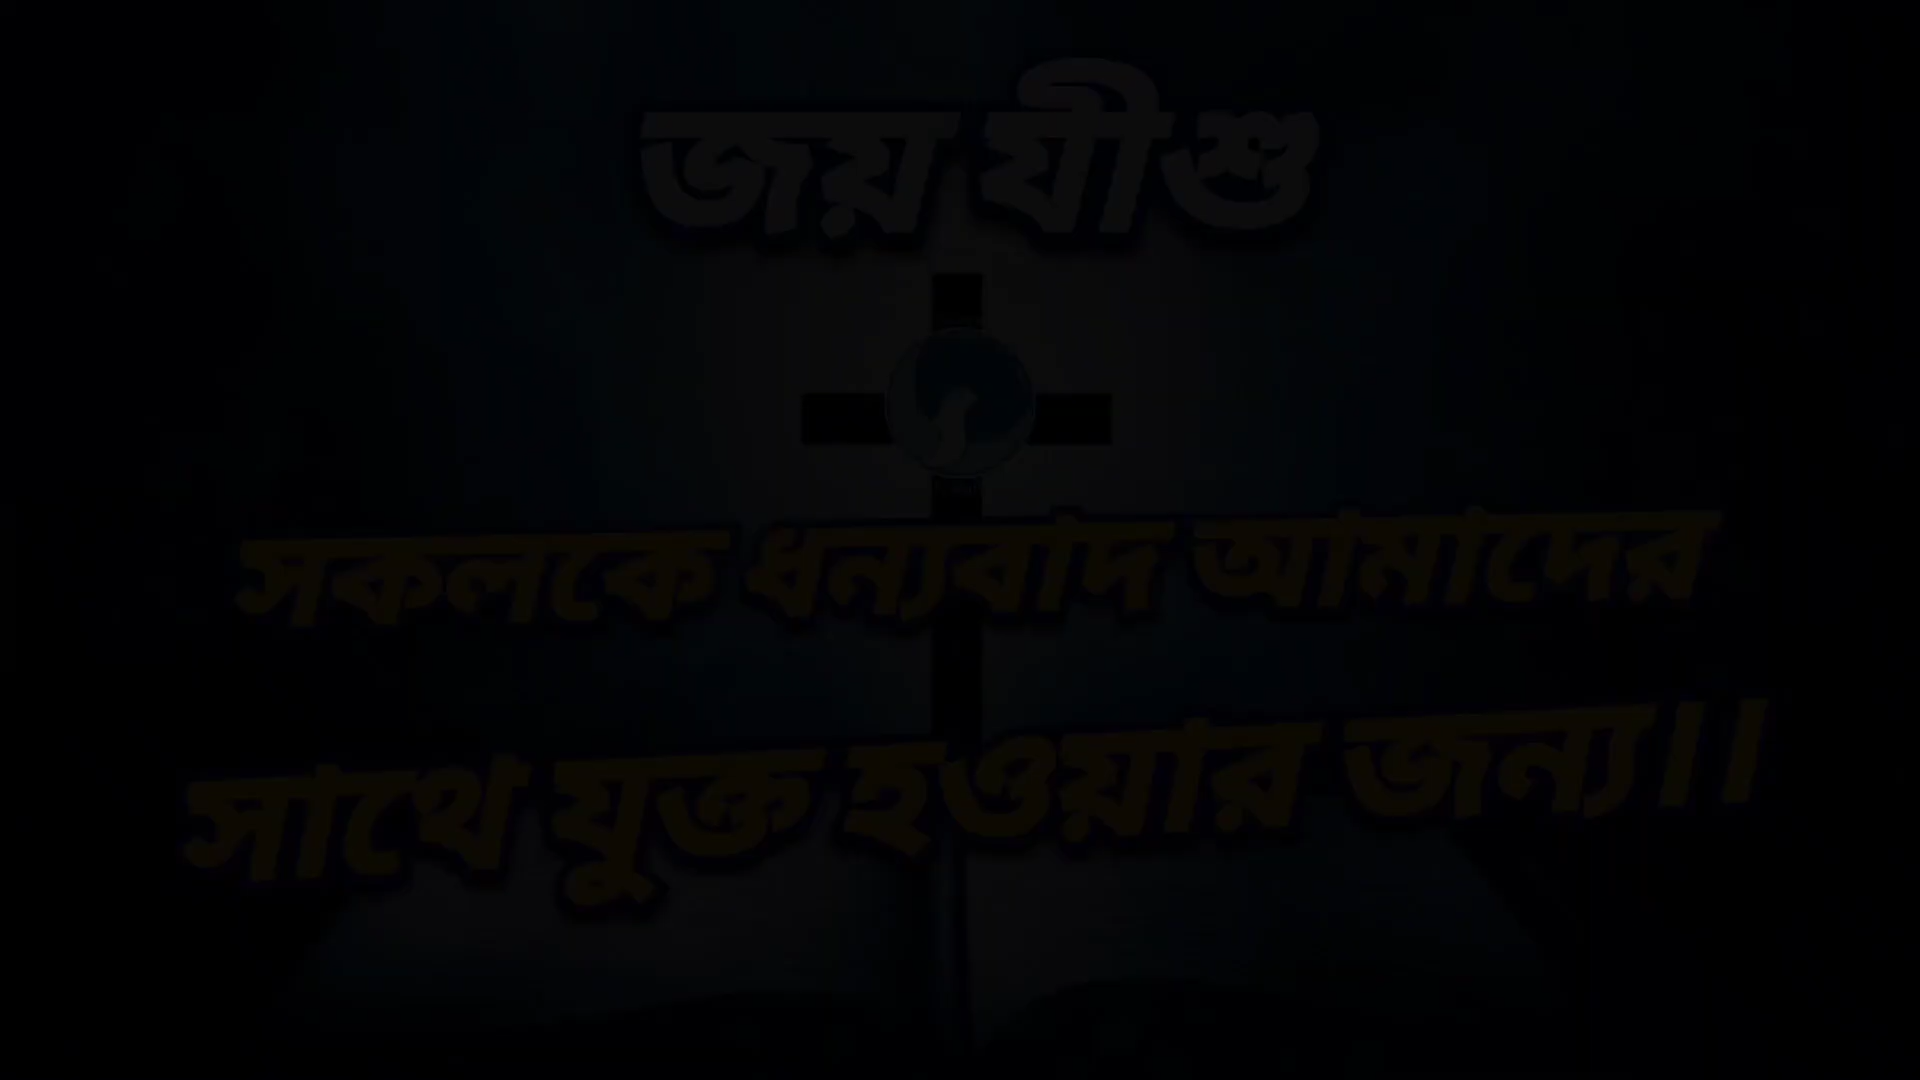 জয় যীশু
সকলকে ধন্যবাদ আমাদের
সাথে যুক্ত হওয়ার জন্য।।